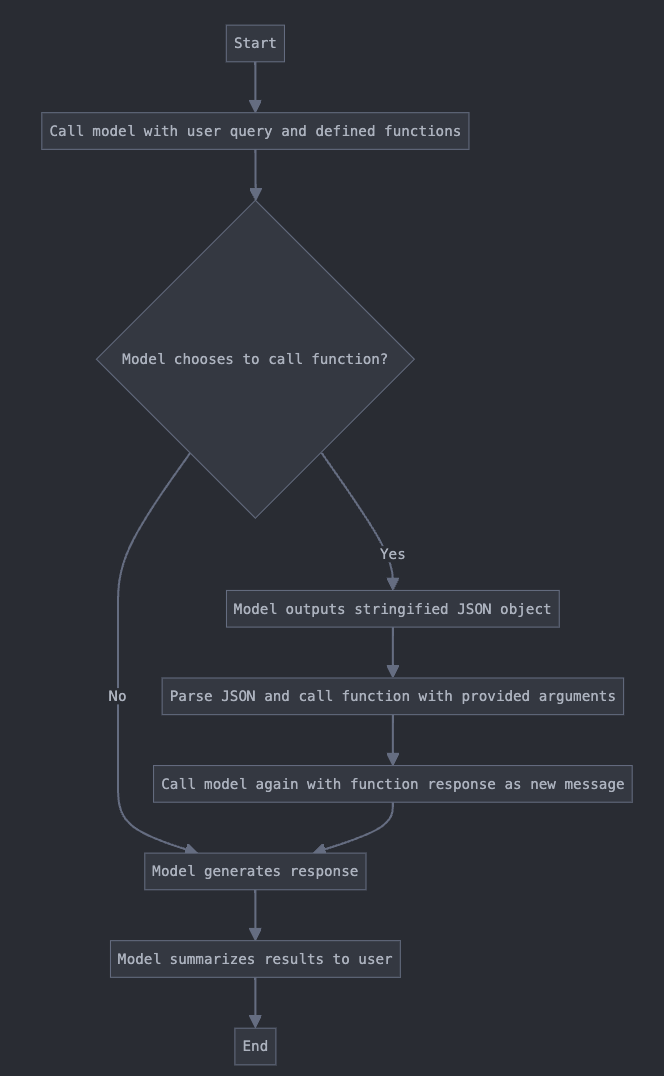 Start
Call model with user query and defined functions
Model chooses to call function?
Yes
Model outputs stringified JSON object
No
Parse JSON and call function with provided arguments
Call model again with function response as new message
Model generates response
Model summarizes results to user
End